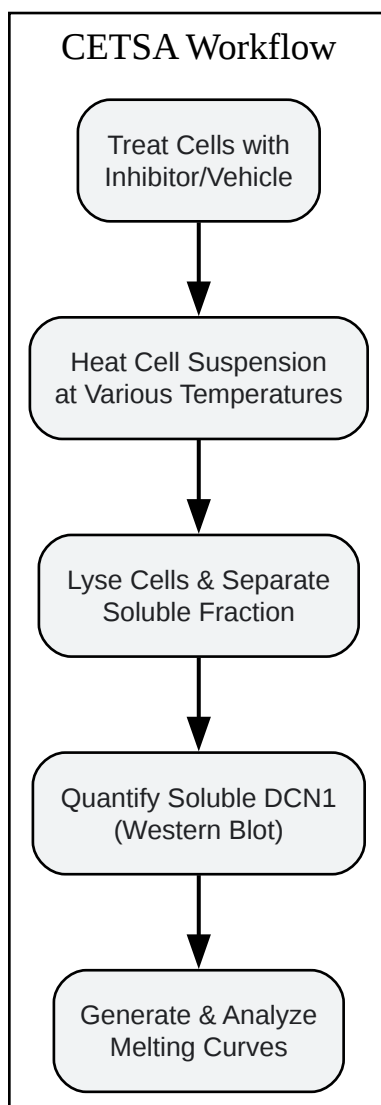 CETSA Workflow
Treat Cells with
Inhibitor/Vehicle
Heat Cell Suspension
at Various Temperatures
Lyse Cells & Separate
Soluble Fraction
Quantify Soluble DCN1
(Western Blot)
Generate & Analyze
Melting Curves